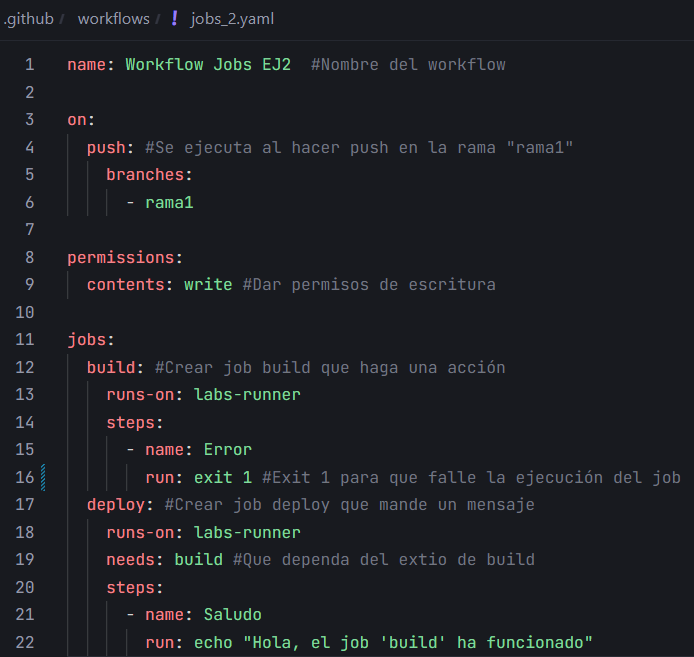 .github / workflows / ! jobs_2.yaml
1 name: Workflow Jobs EJ2  #Nombre del workflow
2
3 on:
4   push: #Se ejecuta al hacer push en la rama "rama1"
5     branches:
6       - rama1
7
8 permissions:
9   contents: write #Dar permisos de escritura
10
11 jobs:
12   build: #Crear job build que haga una acción
13     runs-on: labs-runner
14     steps:
15       - name: Error
16         run: exit 1 #Exit 1 para que falle la ejecución del job
17   deploy: #Crear job deploy que mande un mensaje
18     runs-on: labs-runner
19     needs: build #Que dependa del extio de build
20     steps:
21       - name: Saludo
22         run: echo "Hola, el job 'build' ha funcionado"